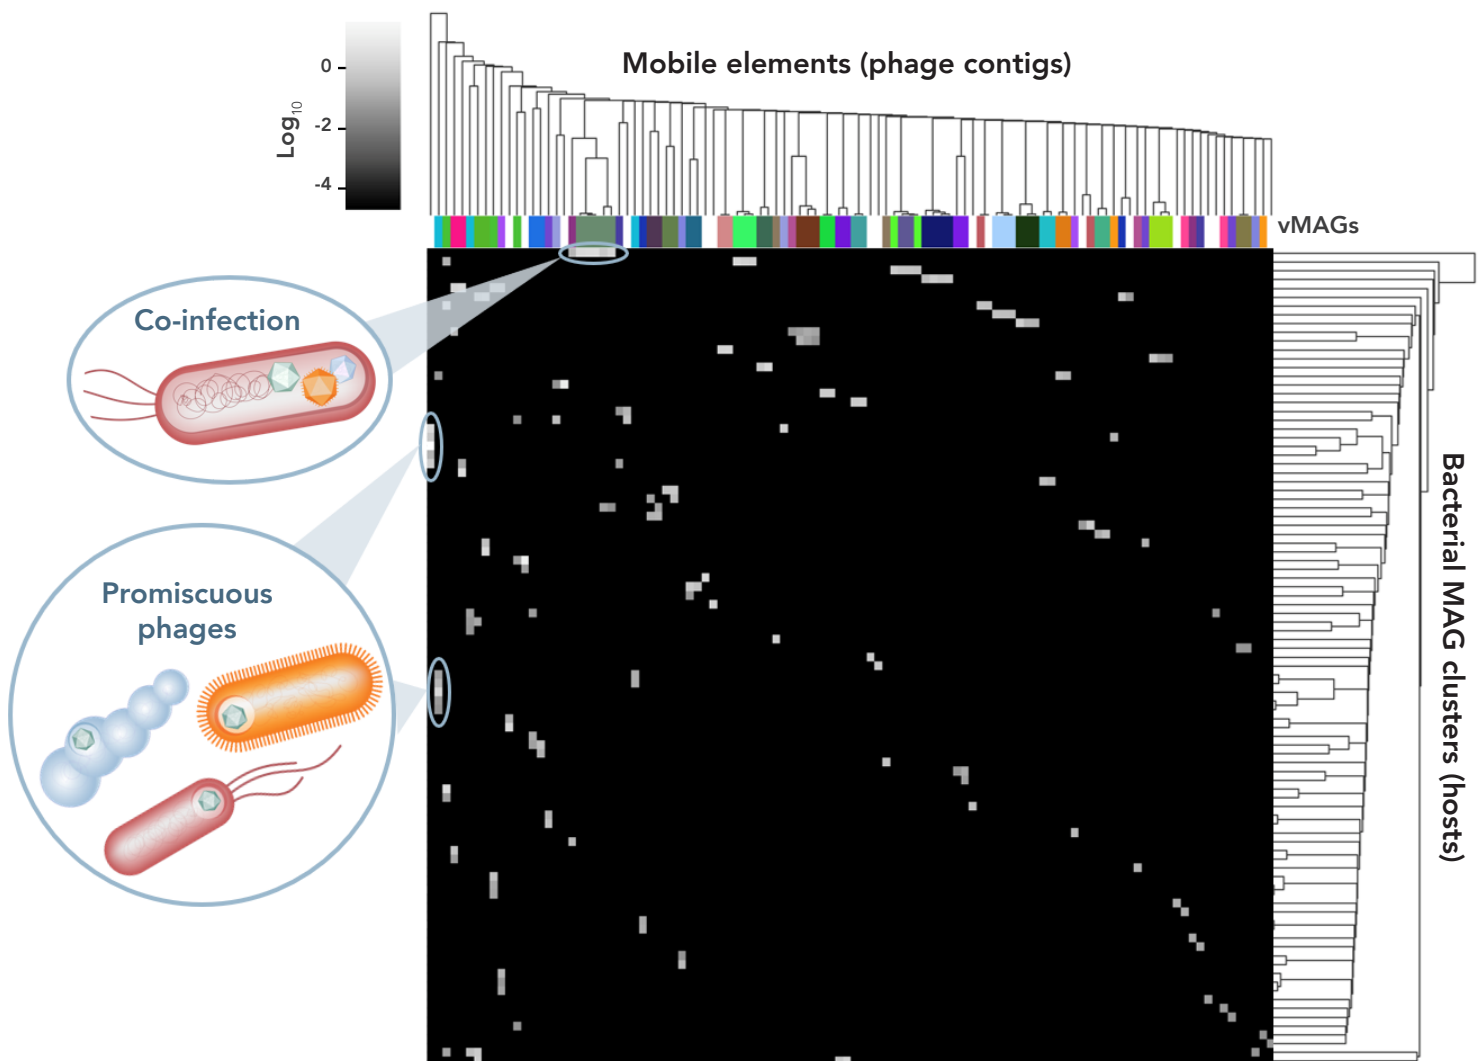 Mobile elements (phage contigs)
0
-2
-4
Log10
vMAGs
Co-infection
Promiscuous
phages
Bacterial MAG clusters (hosts)